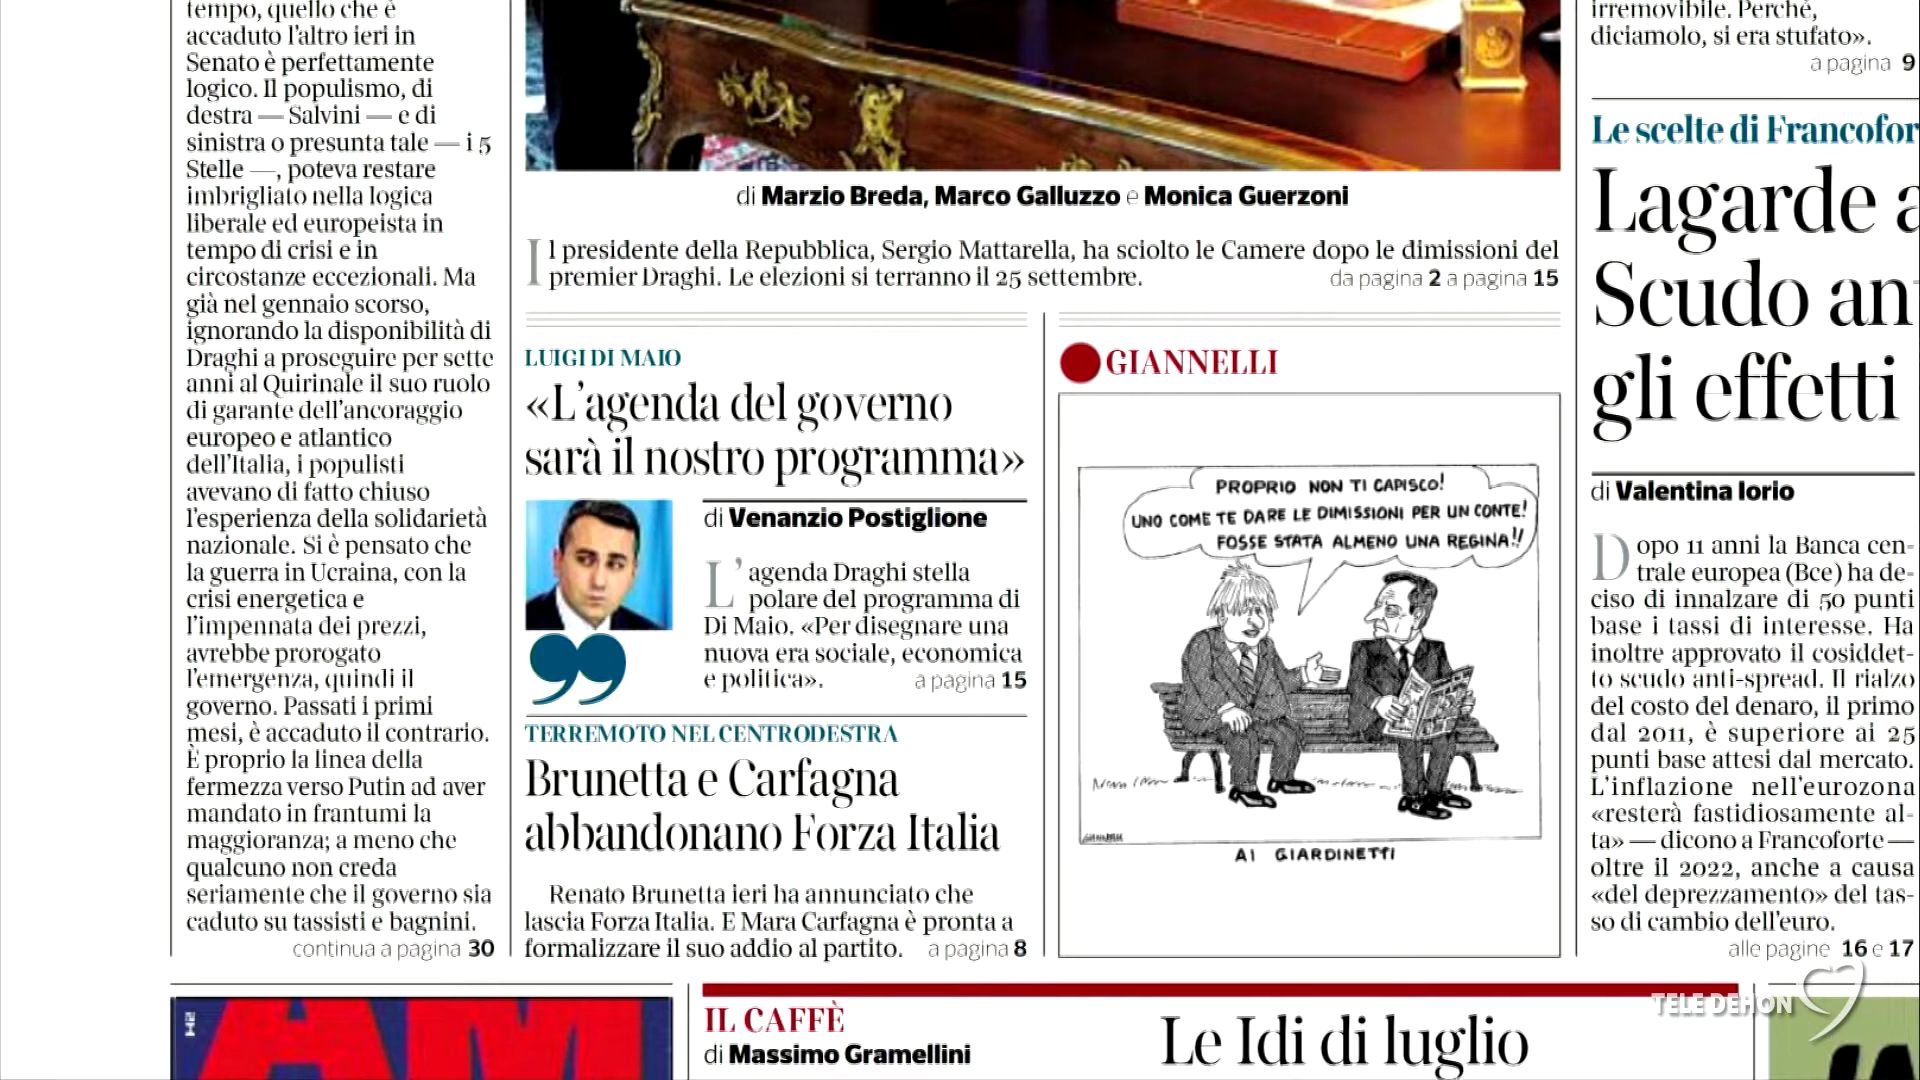 tempo, quello che è
accaduto l'altro ieri in
Senato è perfettamente
logico. Il populismo, di
destra — Salvini — e di
sinistra o presunta tale — i 5
Stelle —, poteva restare
imbrigliato nella logica
liberale ed europeista in
tempo di crisi e in
circostanze eccezionali. Ma
già nel gennaio scorso,
ignorando la disponibilità di
Draghi a proseguire per sette
anni al Quirinale il suo ruolo
di garante dell'ancoraggio
europeo e atlantico
dell'Italia, i populisti
avevano di fatto chiuso
l'esperienza della solidarietà
nazionale. Si è pensato che
la guerra in Ucraina, con la
crisi energetica e
l'impennata dei prezzi,
avrebbe prorogato
l'emergenza, quindi il
governo. Passati i primi
mesi, è accaduto il contrario.
È proprio la linea della
fermezza verso Putin ad aver
mandato in frantumi la
maggioranza; a meno che
qualcuno non creda
seriamente che il governo sia
caduto su tassisti e bagnini.
continua a pagina 30
di Marzio Breda, Marco Galluzzo e Monica Guerzoni
Il presidente della Repubblica, Sergio Mattarella, ha sciolto le Camere dopo le dimissioni del
premier Draghi. Le elezioni si terranno il 25 settembre. da pagina 2 a pagina 15
LUIGI DI MAIO
«L'agenda del governo
sarà il nostro programma»
di Venanzio Postiglione
L'agenda Draghi stella
polare del programma di
Di Maio. «Per disegnare una
nuova era sociale, economica
e politica». a pagina 15
TERREMOTO NEL CENTRODESTRA
Brunetta e Carfagna
abbandonano Forza Italia
Renato Brunetta ieri ha annunciato che
lascia Forza Italia. E Mara Carfagna è pronta a
formalizzare il suo addio al partito. a pagina 8
GIANNELLI
PROPRIO NON TI CAPISCO!
UNO COME TE DARE LE DIMISSIONI PER UN CONTE!
FOSSE STATA ALMENO UNA REGINA!!
GIANNELLI
AI GIARDINETTI
irremovibile. Perché,
diciamolo, si era stufato».
a pagina 9
Le scelte di Francofor
Lagarde a
Scudo an
gli effetti
di Valentina Iorio
Dopo 11 anni la Banca cen-
trale europea (Bce) ha de-
ciso di innalzare di 50 punti
base i tassi di interesse. Ha
inoltre approvato il cosiddet-
to scudo anti-spread. Il rialzo
del costo del denaro, il primo
dal 2011, è superiore ai 25
punti base attesi dal mercato.
L'inflazione nell'eurozona
«resterà fastidiosamente al-
ta» — dicono a Francoforte —
oltre il 2022, anche a causa
«del deprezzamento» del tas-
so di cambio dell'euro.
alle pagine 16 e 17
H2
AM
IL CAFFÈ
di Massimo Gramellini
Le Idi di luglio
TELE DEHON